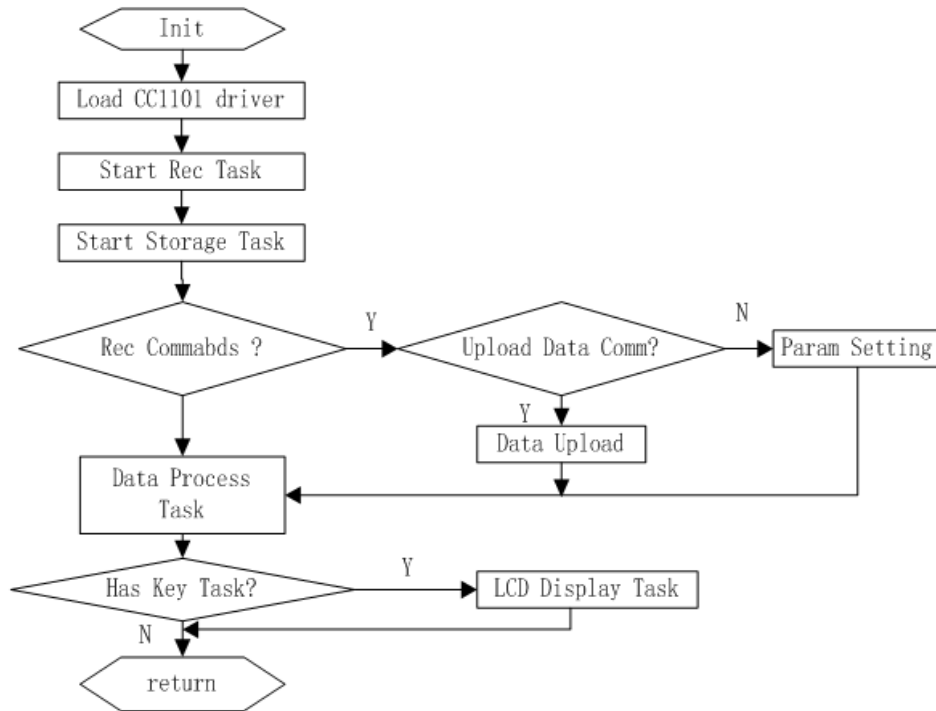 Init
Load CC1101 driver
Start Rec Task
Start Storage Task
Rec Commabds ?
Y
Upload Data Comm?
N
Param Setting
Y
Data Upload
Data Process
Task
Has Key Task?
Y
LCD Display Task
N
return